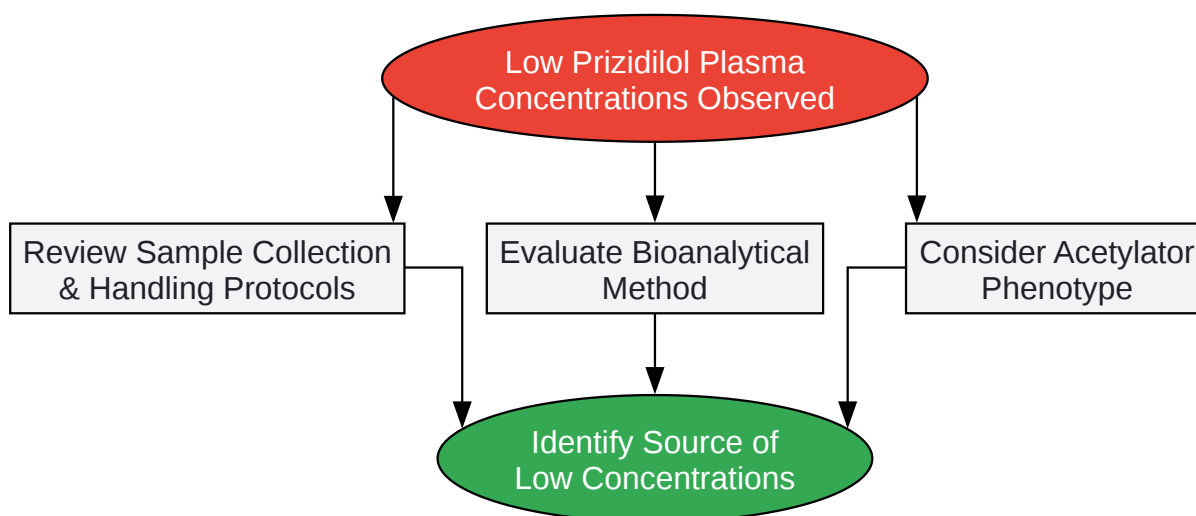 Low Prizidilol Plasma
Concentrations Observed
Review Sample Collection
& Handling Protocols
Evaluate Bioanalytical
Method
Consider Acetylator
Phenotype
Identify Source of
Low Concentrations